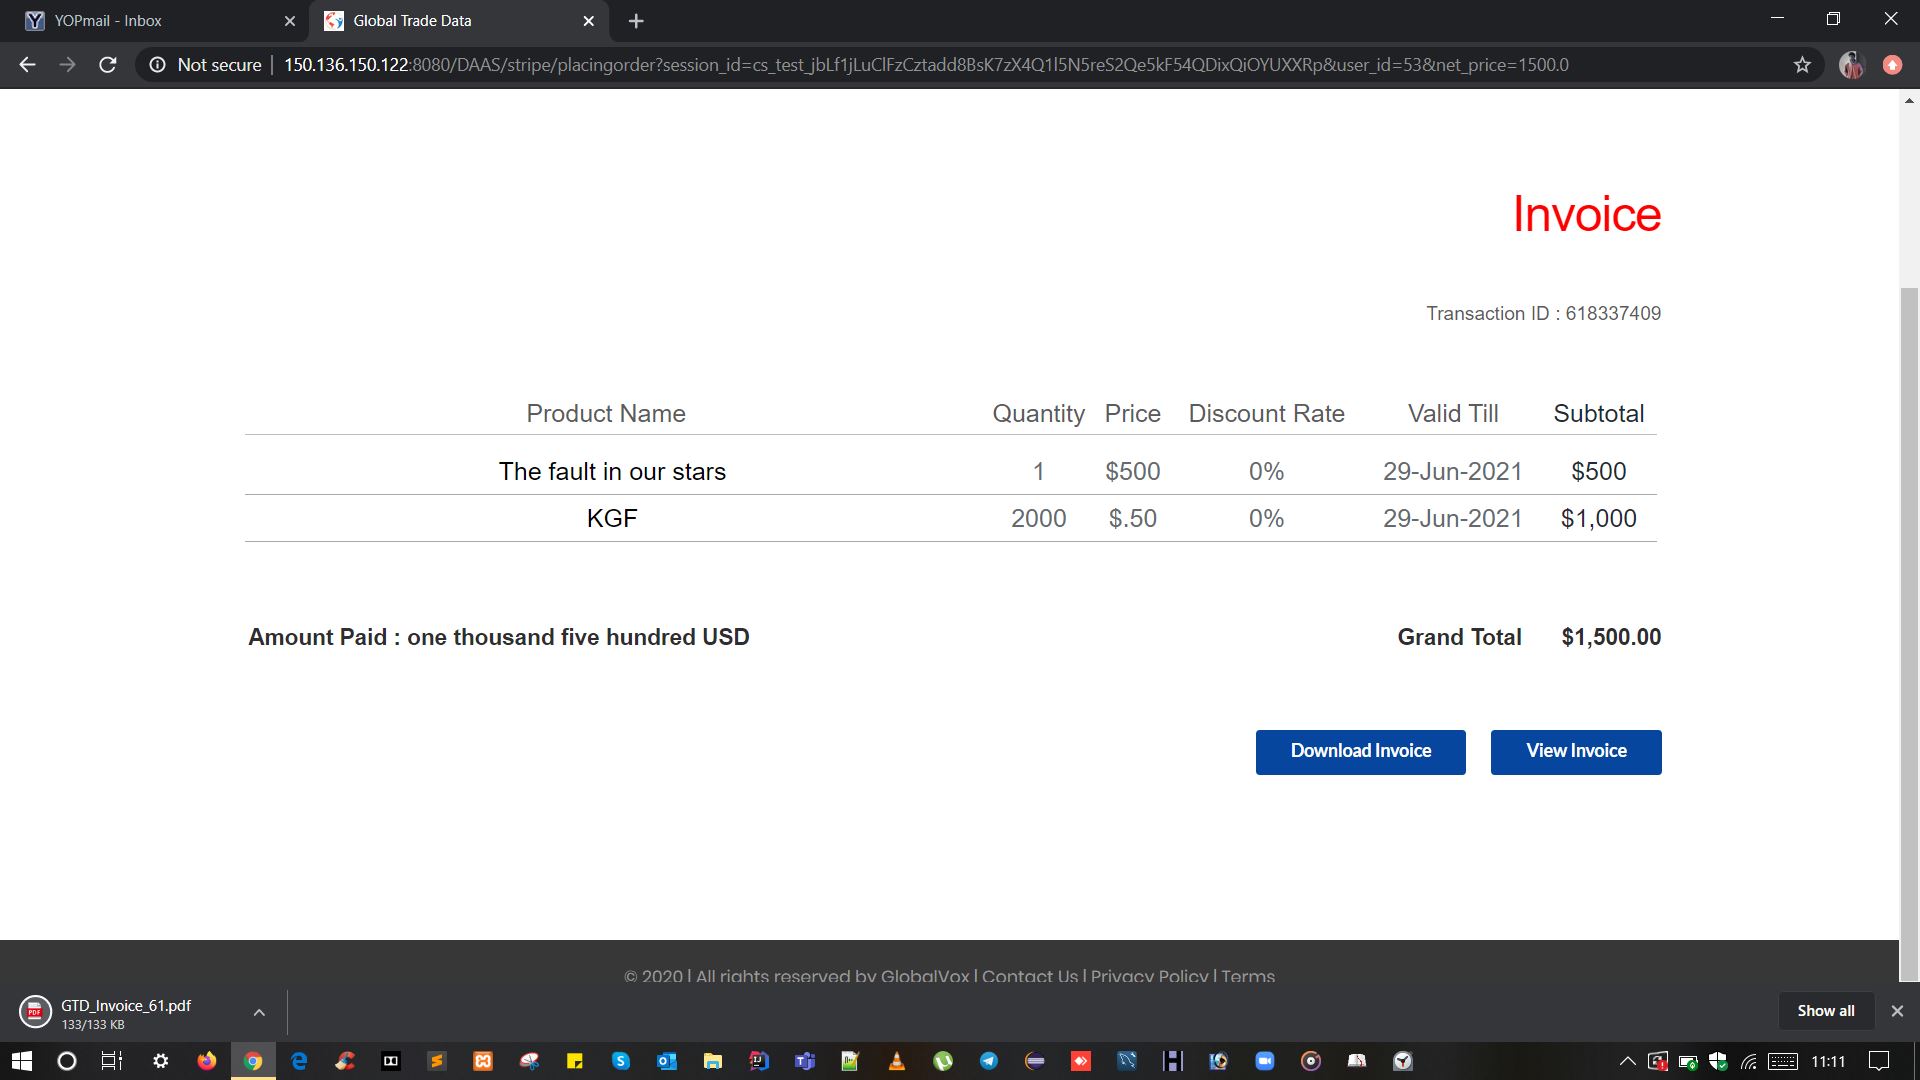 YOPmail - Inbox
Global Trade Data
Not secure
150.136.150.122:8080/DAAS/stripe/placingorder?session_id=cs_test_jbLf1jLuClFzCztadd8BsK7zX4Q1I5N5reS2Qe5kF54QDixQiOYUXXRp&user_id=53&net_price=1500.0
Invoice
Transaction ID : 618337409
Product Name Quantity Price Discount Rate Valid Till Subtotal
The fault in our stars 1 $500 0% 29-Jun-2021 $500
KGF 2000 $.50 0% 29-Jun-2021 $1,000
Amount Paid : one thousand five hundred USD Grand Total $1,500.00
Download Invoice View Invoice
© 2020 | All rights reserved by GlobalVox | Contact Us | Privacy Policy | Terms
GTD_Invoice_61.pdf
133/133 KB
Show all
11:11